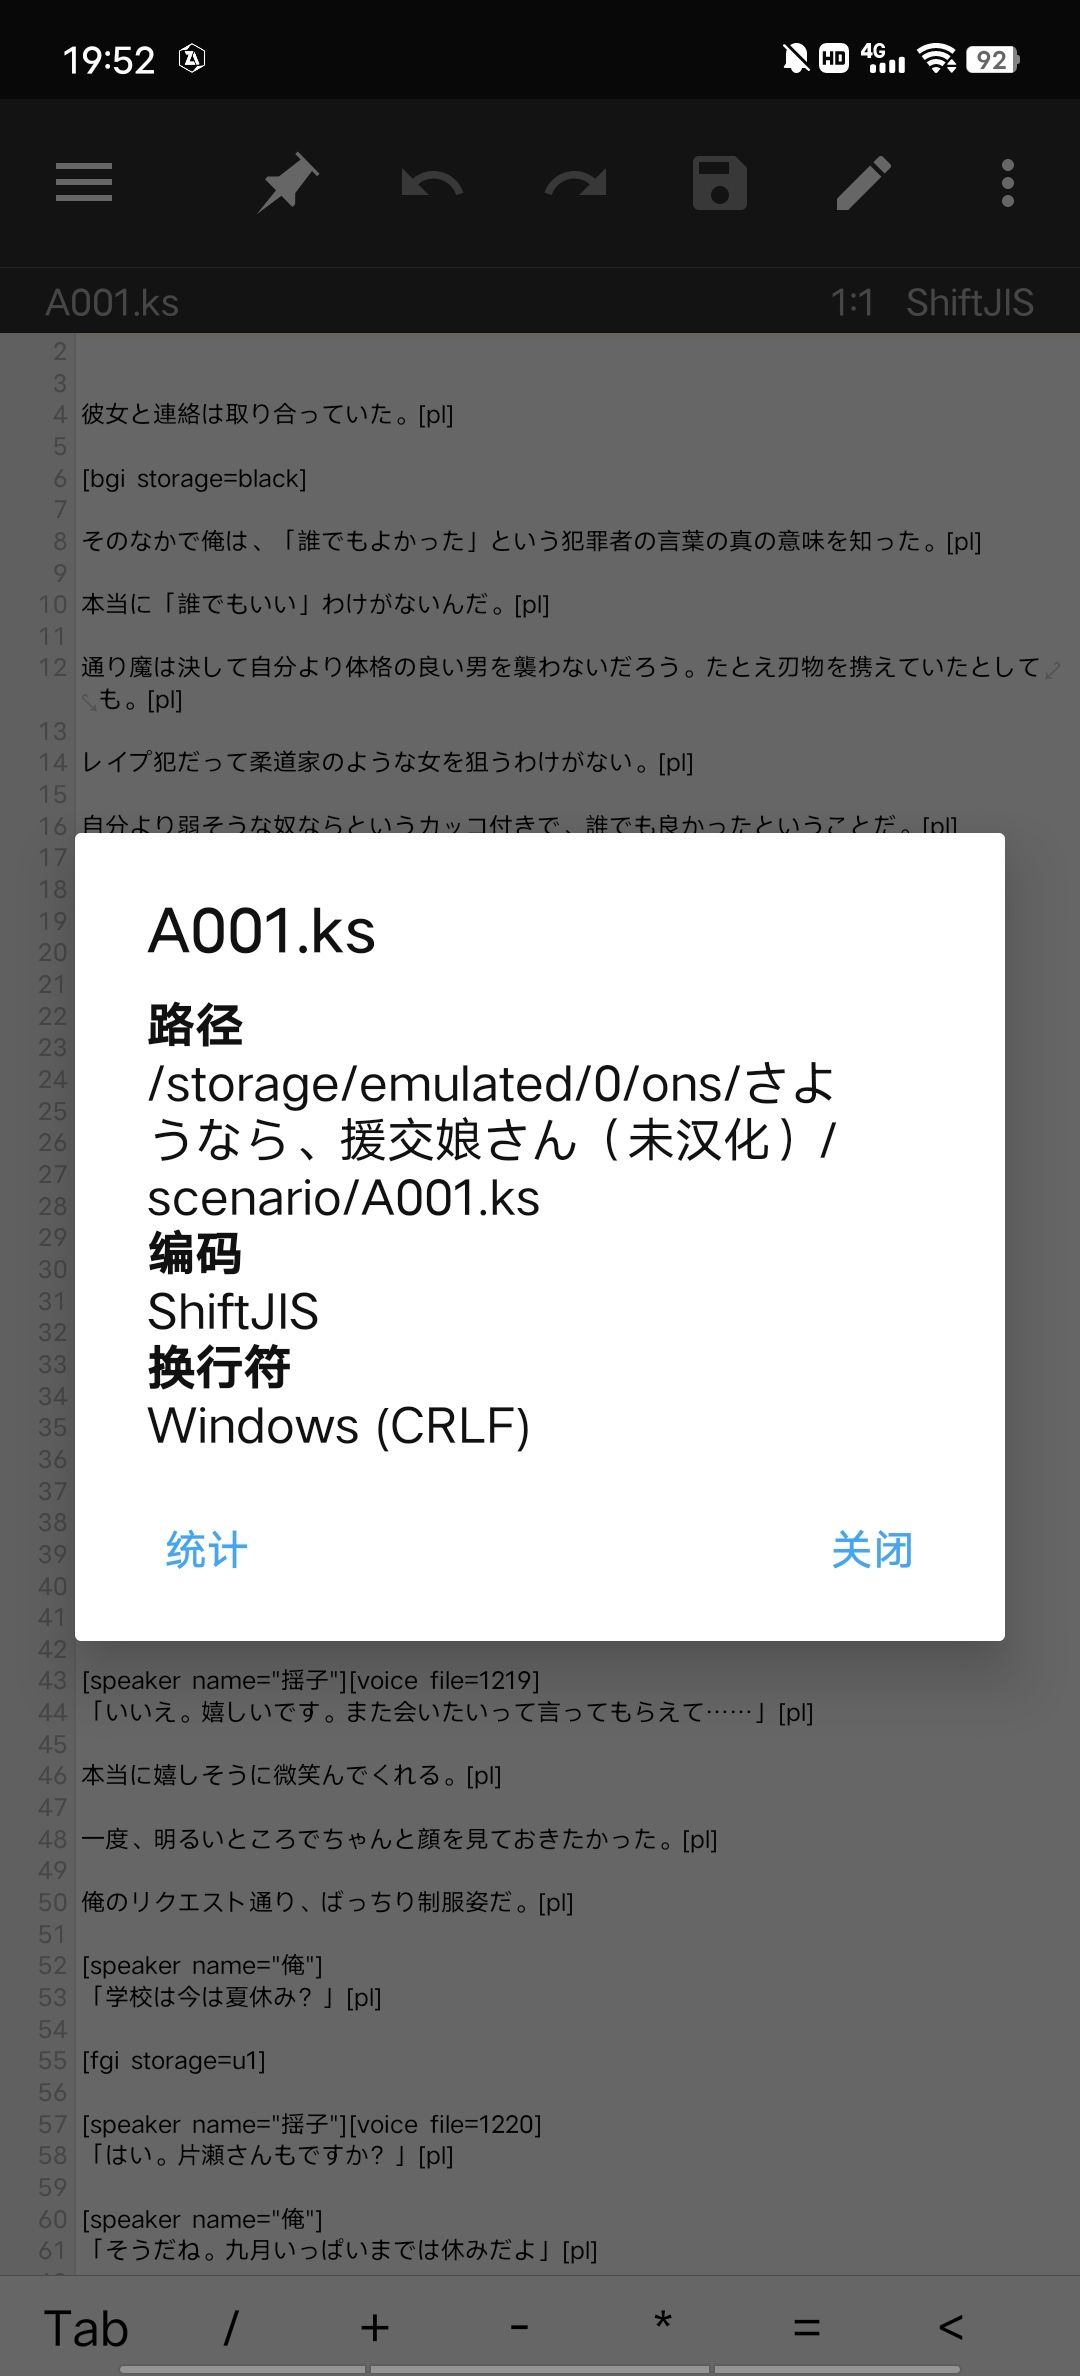 19:52 HD 4G 92
A001.ks 1:1 ShiftJIS
2
3
4 彼女と連絡は取り合っていた。[pl]
5
6 [bgi storage=black]
7
8 そのなかで俺は、「誰でもよかった」という犯罪者の言葉の真の意味を知った。[pl]
9
10 本当に「誰でもいい」わけがないんだ。[pl]
11
12 通り魔は決して自分より体格の良い男を襲わないだろう。たとえ刃物を携えていたとして
も。[pl]
13
14 レイプ犯だって柔道家のような女を狙うわけがない。[pl]
15
16 自分より弱そうな奴ならというカッコ付きで、誰でも良かったということだ。[pl]
17
18
19
20
21
22
23
24
25
26
27
28
29
30
31
32
33
34
35
36
37
38
39
40
41
42
A001.ks
路径
/storage/emulated/0/ons/さよ
うなら、援交娘さん（未汉化）/
scenario/A001.ks
编码
ShiftJIS
换行符
Windows (CRLF)
统计 关闭
43 [speaker name="揺子"][voice file=1219]
44 「いいえ。嬉しいです。また会いたいって言ってもらえて……」[pl]
45
46 本当に嬉しそうに微笑んでくれる。[pl]
47
48 一度、明るいところでちゃんと顔を見ておきたかった。[pl]
49
50 俺のリクエスト通り、ばっちり制服姿だ。[pl]
51
52 [speaker name="俺"]
53 「学校は今は夏休み？」[pl]
54
55 [fgi storage=u1]
56
57 [speaker name="揺子"][voice file=1220]
58 「はい。片瀬さんもですか？」[pl]
59
60 [speaker name="俺"]
61 「そうだね。九月いっぱいまでは休みだよ」[pl]
Tab / + - * = <